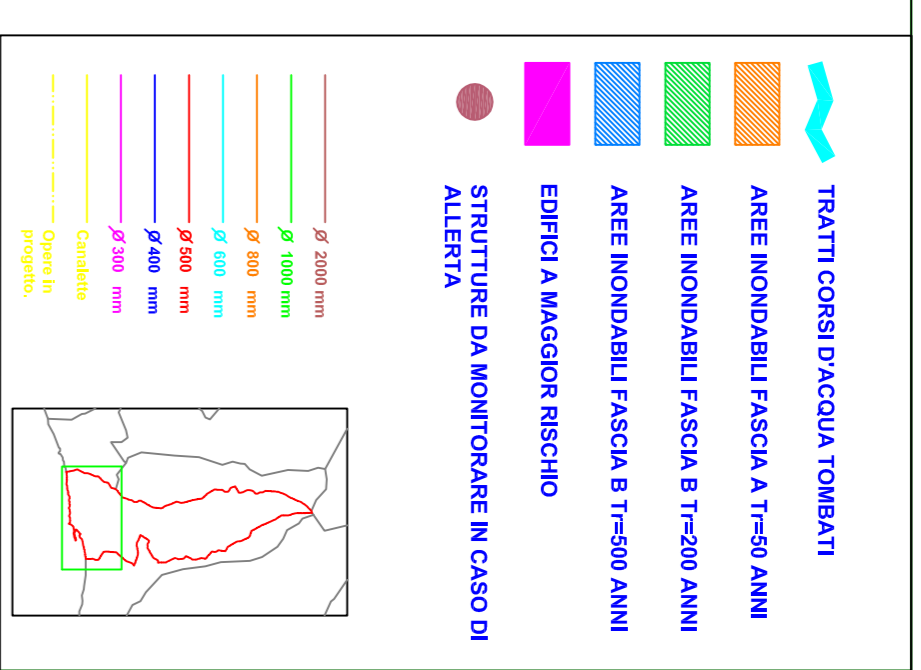 TRATTI CORSI D'ACQUA TOMBATI
AREE INONDABILI FASCIA A Tr=50 ANNI
AREE INONDABILI FASCIA B Tr=200 ANNI
AREE INONDABILI FASCIA B Tr=500 ANNI
EDIFICI A MAGGIOR RISCHIO
STRUTTURE DA MONITORARE IN CASO DI
ALLERTA
Ø 2000 mm
Ø 1000 mm
Ø 800 mm
Ø 600 mm
Ø 500 mm
Ø 400 mm
Ø 300 mm
Canalette
Opere in
progetto.